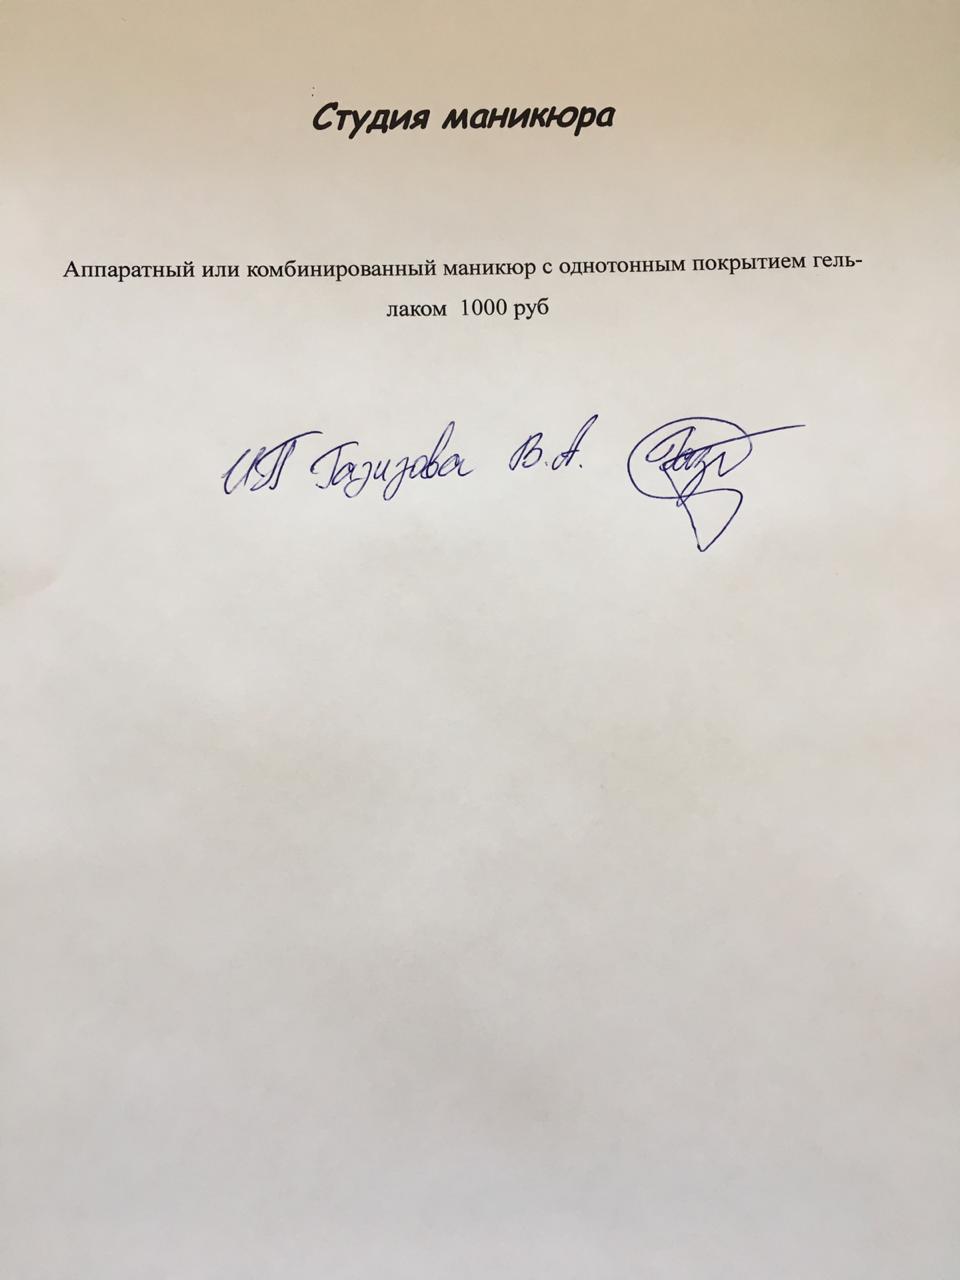 Студия маникюра
Аппаратный или комбинированный маникюр с однотонным покрытием гель-
лаком 1000 руб
ИП Газизова В.А.